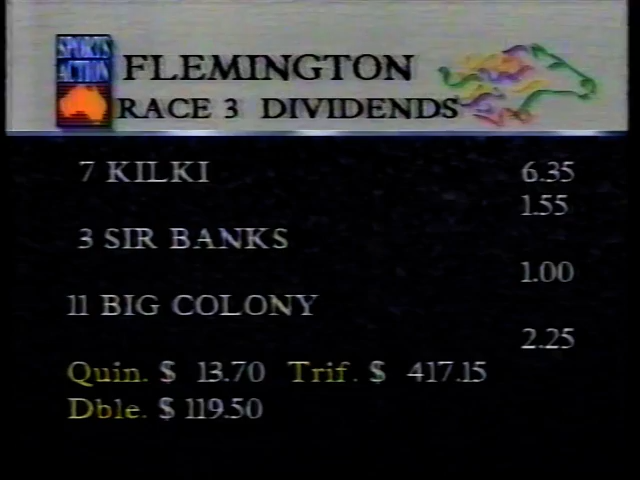 SPORTS
ACTION
FLEMINGTON
RACE 3 DIVIDENDS
7 KILKI 6.35
1.55
3 SIR BANKS
1.00
11 BIG COLONY
2.25
Quin. $ 13.70 Trif. $ 417.15
Dble. $ 119.50